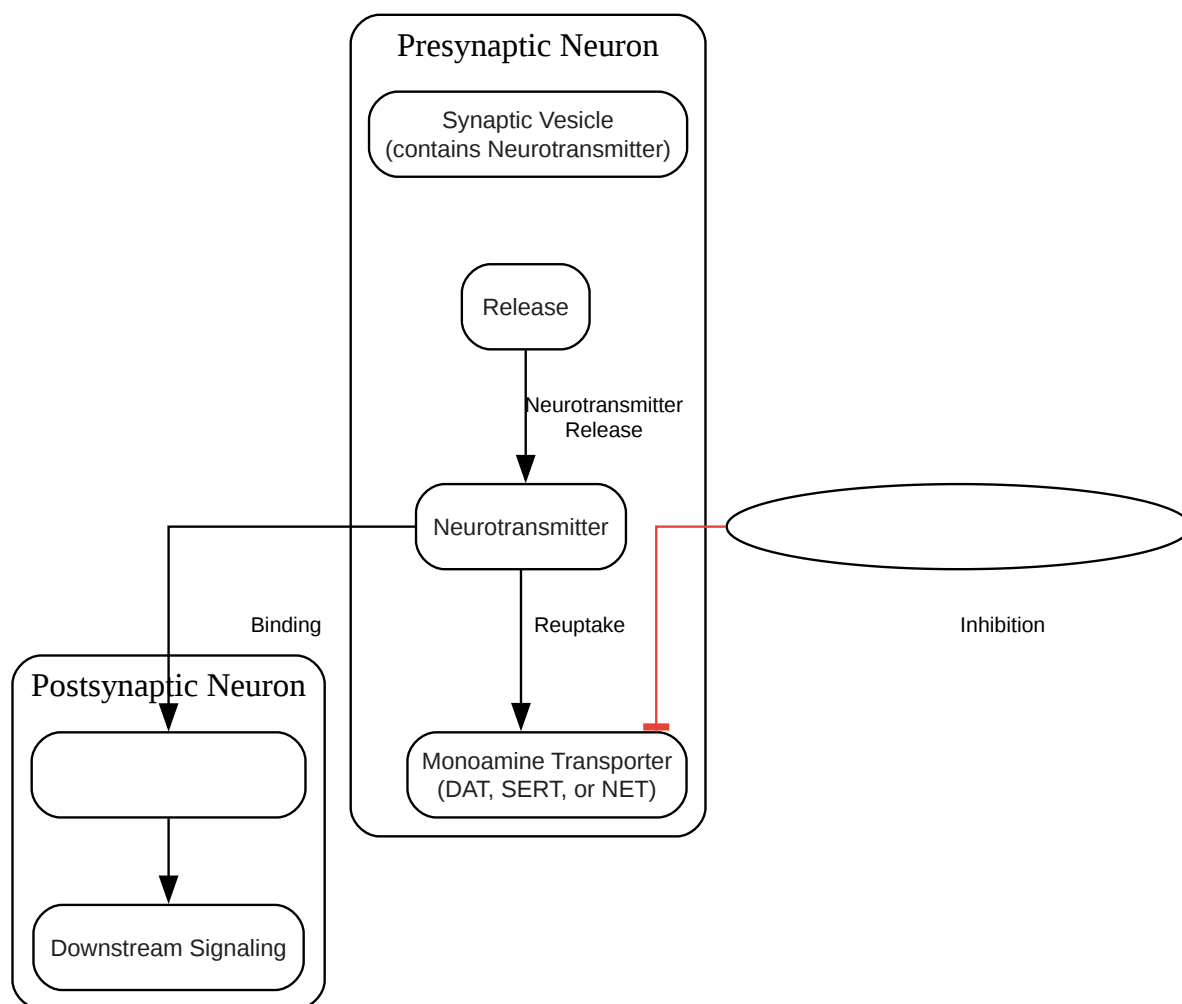 Presynaptic Neuron
Synaptic Vesicle
(contains Neurotransmitter)
Release
Neurotransmitter
Release
Neurotransmitter
Binding
Reuptake
Inhibition
Postsynaptic Neuron
Monoamine Transporter
(DAT, SERT, or NET)
Downstream Signaling